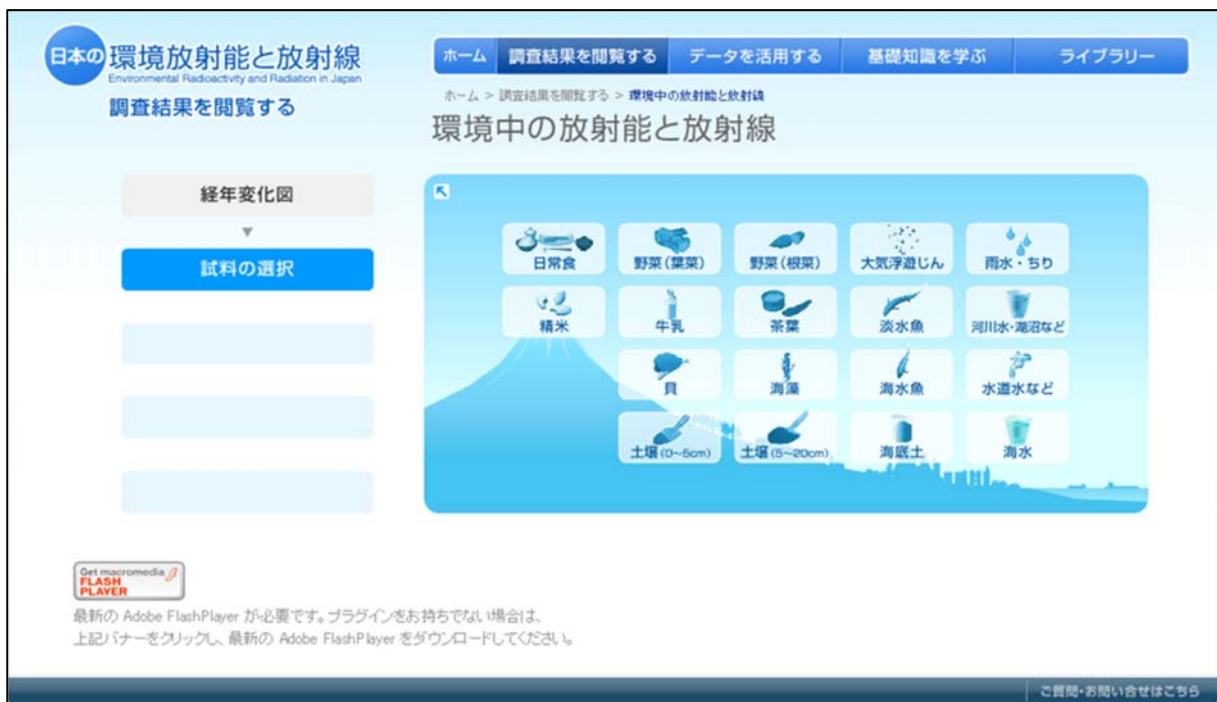 日本の環境放射能と放射線
Environmental Radioactivity and Radiation in Japan
調査結果を閲覧する
ホーム 調査結果を閲覧する データを活用する 基礎知識を学ぶ ライブラリー
ホーム > 調査結果を閲覧する > 環境中の放射能と放射線
環境中の放射能と放射線
経年変化図
▼
試料の選択
日常食 野菜(葉菜) 野菜(根菜) 大気浮遊じん 雨水・ちり
精米 牛乳 茶葉 淡水魚 河川水・湖沼など
貝 海藻 海水魚 水道水など
土壌(0~5cm) 土壌(5~20cm) 海底土 海水
Get macromedia
FLASH
PLAYER
最新の Adobe FlashPlayer が必要です。プラグインをお持ちでない場合は、
上記バナーをクリックし、最新の Adobe FlashPlayer をダウンロードしてください。
ご質問・お問い合せはこちら